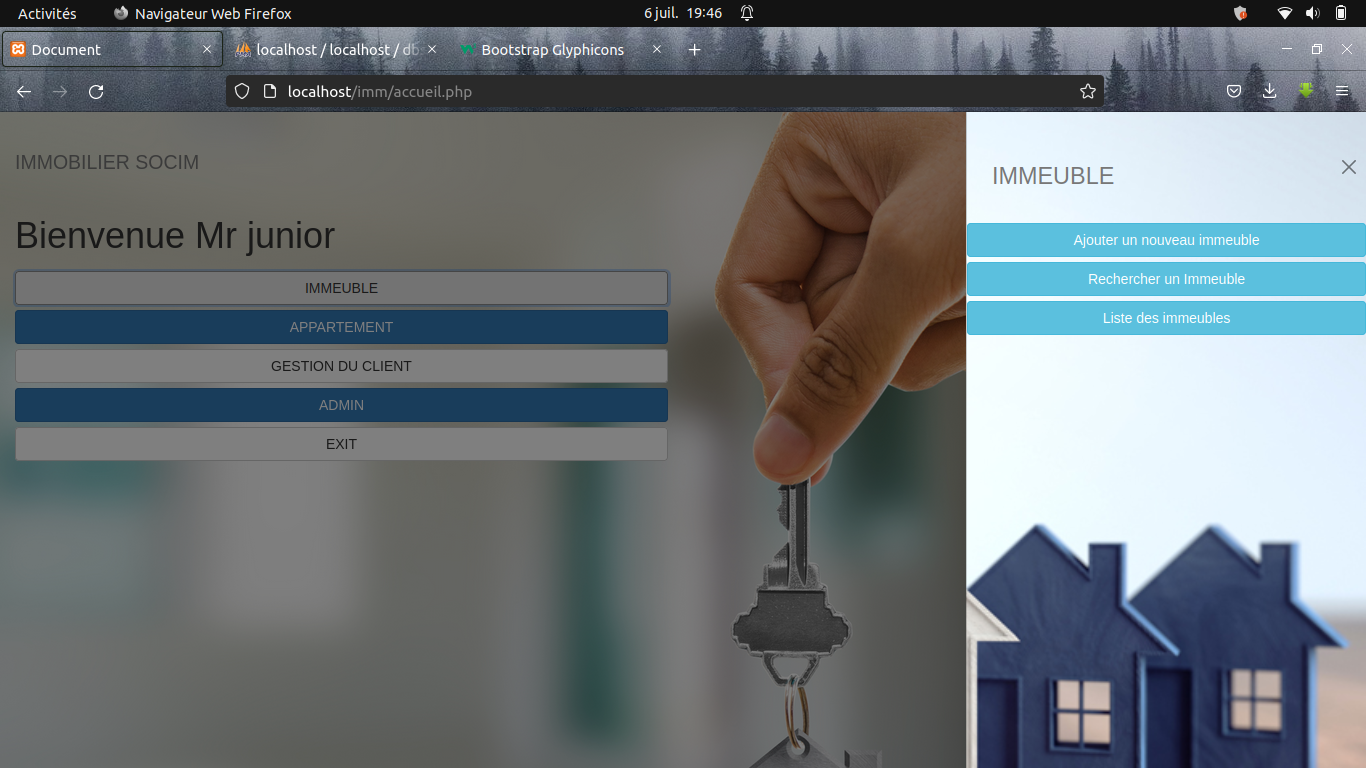 Activités
Navigateur Web Firefox
6 juil. 19:46
Document
localhost / localhost / db
Bootstrap Glyphicons
localhost/imm/accueil.php
IMMOBILIER SOCIM
Bienvenue Mr junior
IMMEUBLE
APPARTEMENT
GESTION DU CLIENT
ADMIN
EXIT
IMMEUBLE
Ajouter un nouveau immeuble
Rechercher un Immeuble
Liste des immeubles